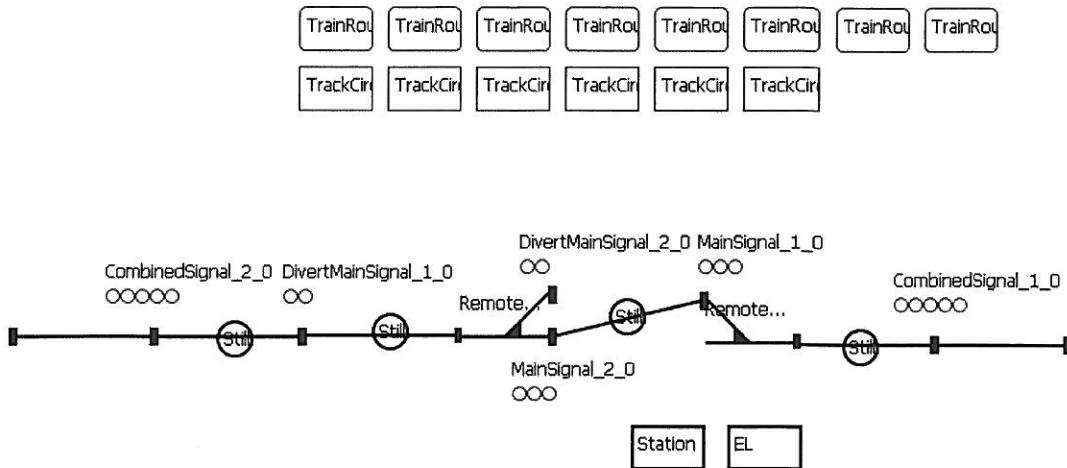 TrainRou TrainRou TrainRou TrainRou TrainRou TrainRou TrainRou TrainRou
TrackCir TrackCir TrackCir TrackCir TrackCir TrackCir
DivertMainSignal_2_0 MainSignal_1_0
CombinedSignal_2_0 DivertMainSignal_1_0
CombinedSignal_1_0
Remote... Remote...
Still Still Still Still
MainSignal_2_0
Station EL